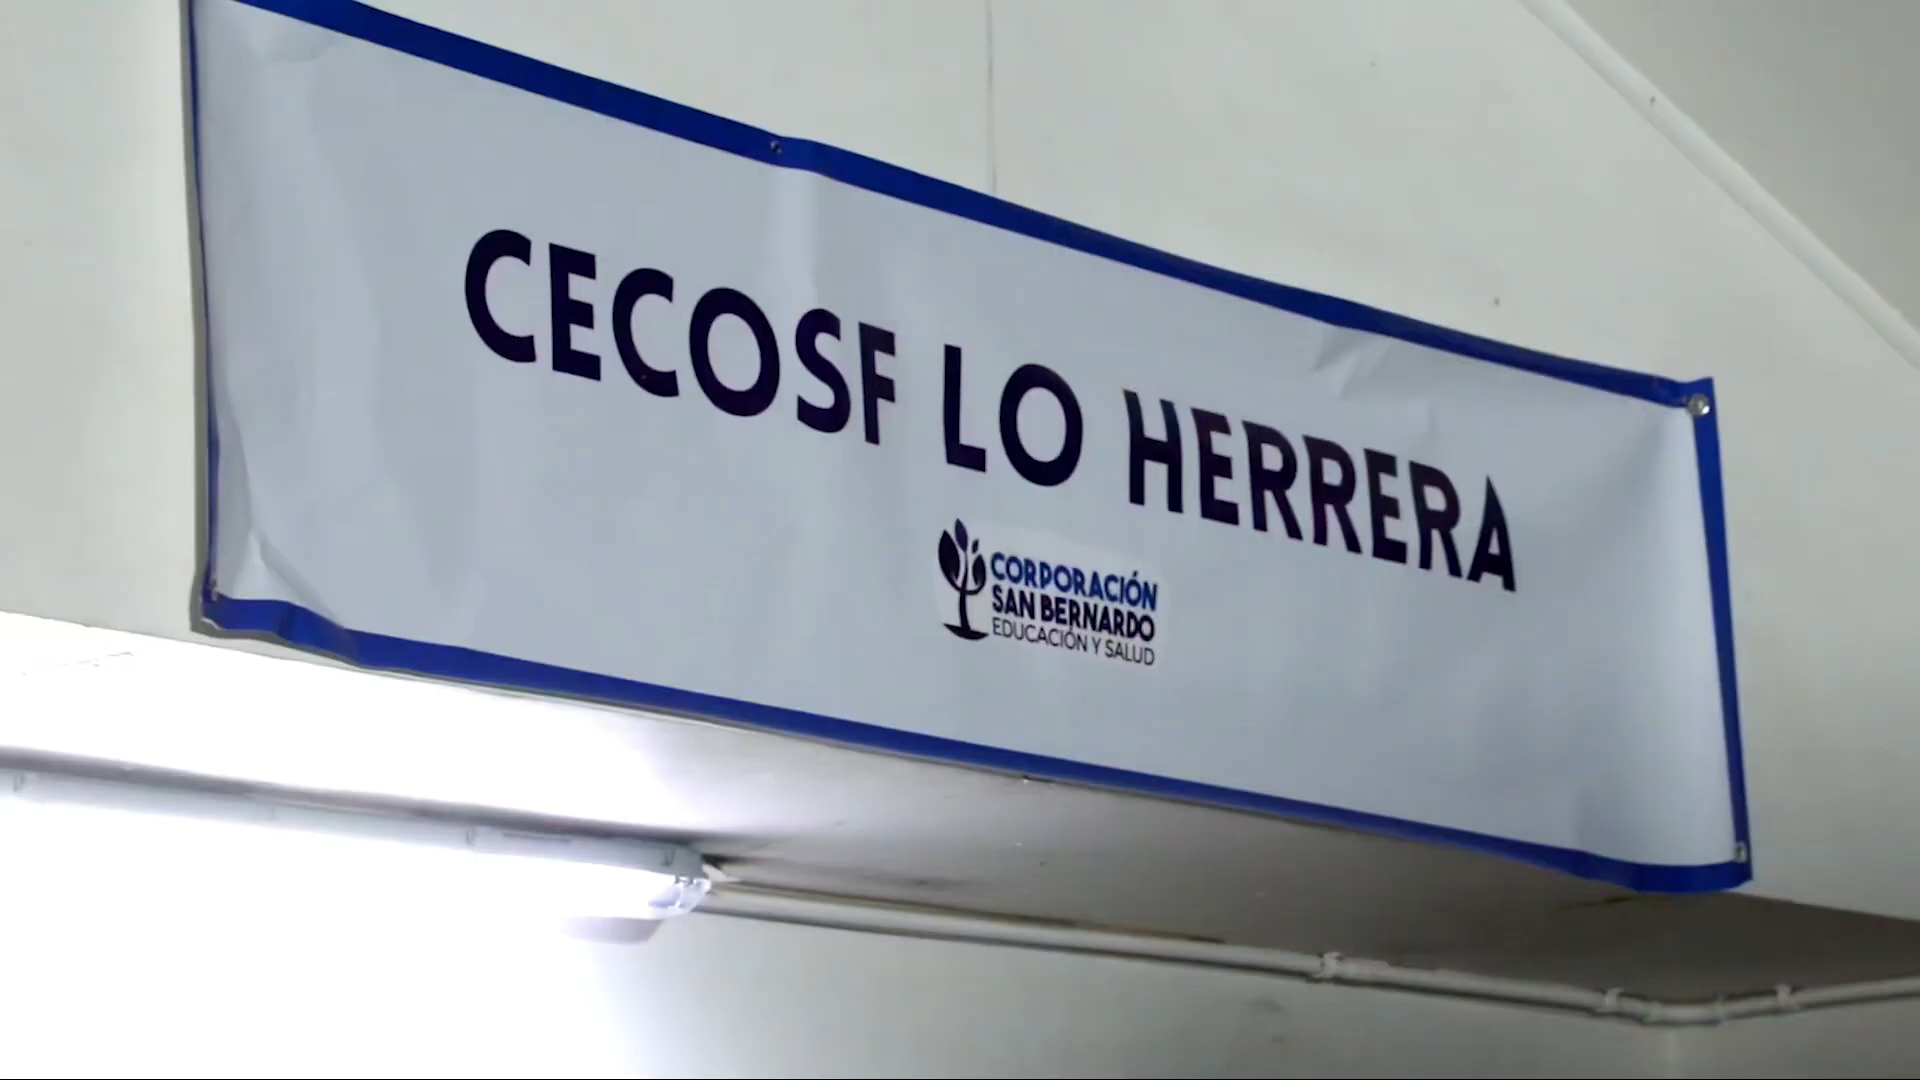 CECOSF LO HERRERA
CORPORACIÓN
SAN BERNARDO
EDUCACIÓN Y SALUD